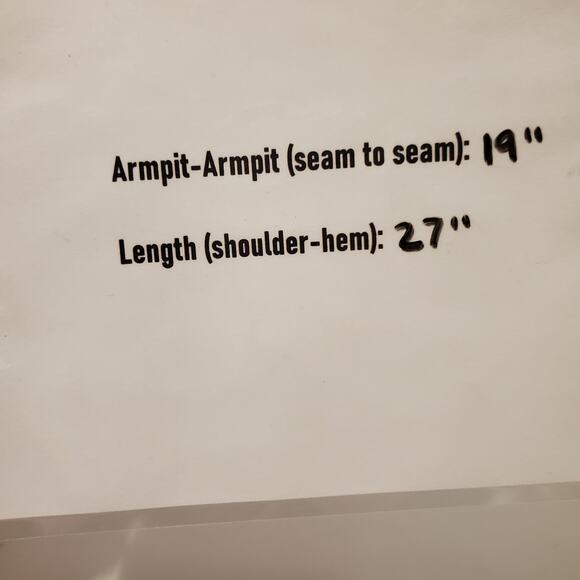 Armpit-Armpit (seam to seam): 19"
Length (shoulder-hem): 27"